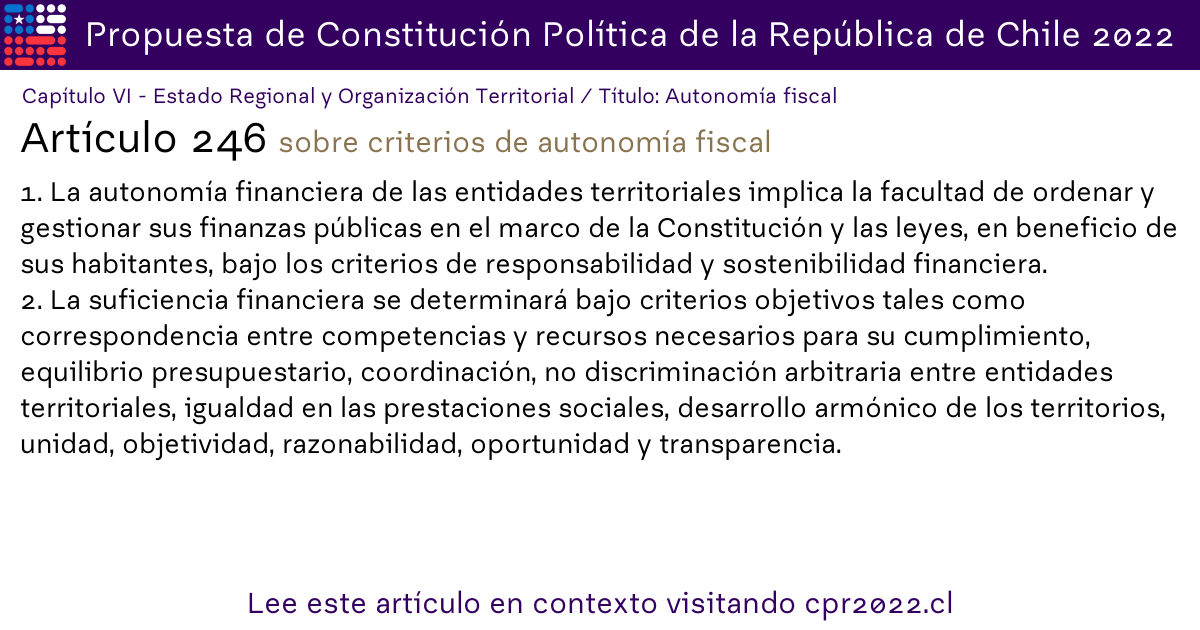 Propuesta de Constitución Política de la República de Chile 2022
Capítulo VI - Estado Regional y Organización Territorial / Título: Autonomía fiscal
Artículo 246 sobre criterios de autonomía fiscal
1. La autonomía financiera de las entidades territoriales implica la facultad de ordenar y
gestionar sus finanzas públicas en el marco de la Constitución y las leyes, en beneficio de
sus habitantes, bajo los criterios de responsabilidad y sostenibilidad financiera.
2. La suficiencia financiera se determinará bajo criterios objetivos tales como
correspondencia entre competencias y recursos necesarios para su cumplimiento,
equilibrio presupuestario, coordinación, no discriminación arbitraria entre entidades
territoriales, igualdad en las prestaciones sociales, desarrollo armónico de los territorios,
unidad, objetividad, razonabilidad, oportunidad y transparencia.
Lee este artículo en contexto visitando cpr2022.cl